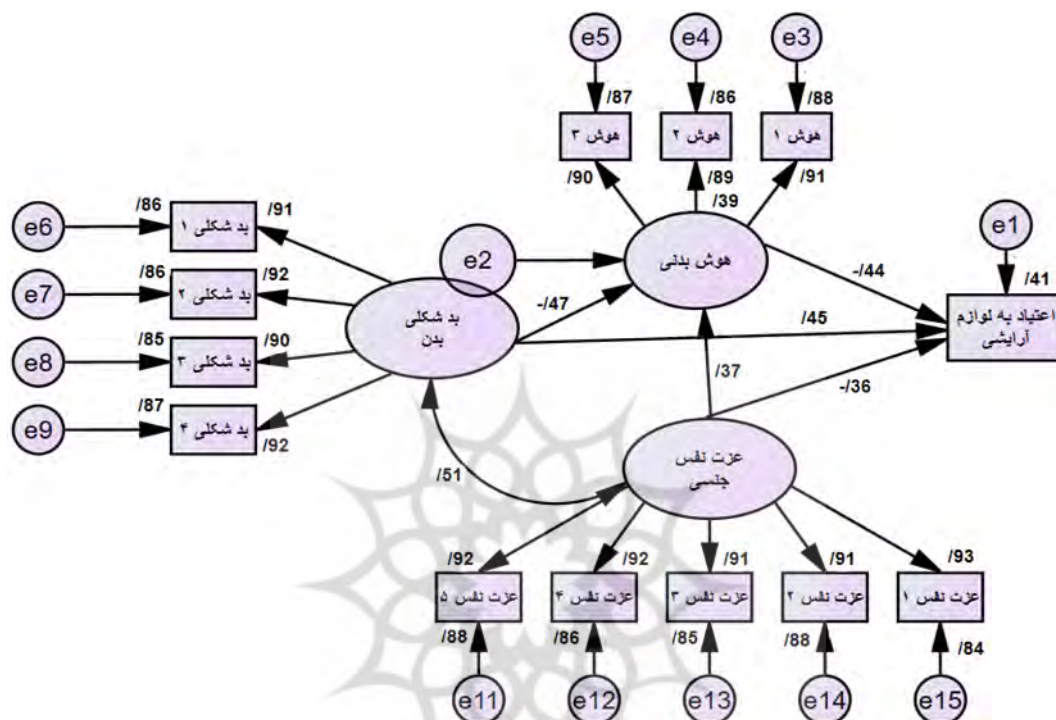 e5
e4
e3
/87
/86
/88
هوش ۳
هوش ۲
هوش ۱
/90
/89
/91
/39
e6
/86
بد شکلی ۱
/91
e2
هوش بدنی
e1
/41
e7
/86
بد شکلی ۲
/92
-/47
-/44
اعتیاد به لوازم
آرایشی
بد شکلی
بدن
/45
e8
/85
بد شکلی ۳
/90
/37
-/36
e9
/87
بد شکلی ۴
/92
/51
عزت نفس
جنسی
/92
/92
/91
/91
/93
عزت نفس ۵
عزت نفس ۴
عزت نفس ۳
عزت نفس ۲
عزت نفس ۱
/88
/86
/85
/88
/84
e11
e12
e13
e14
e15